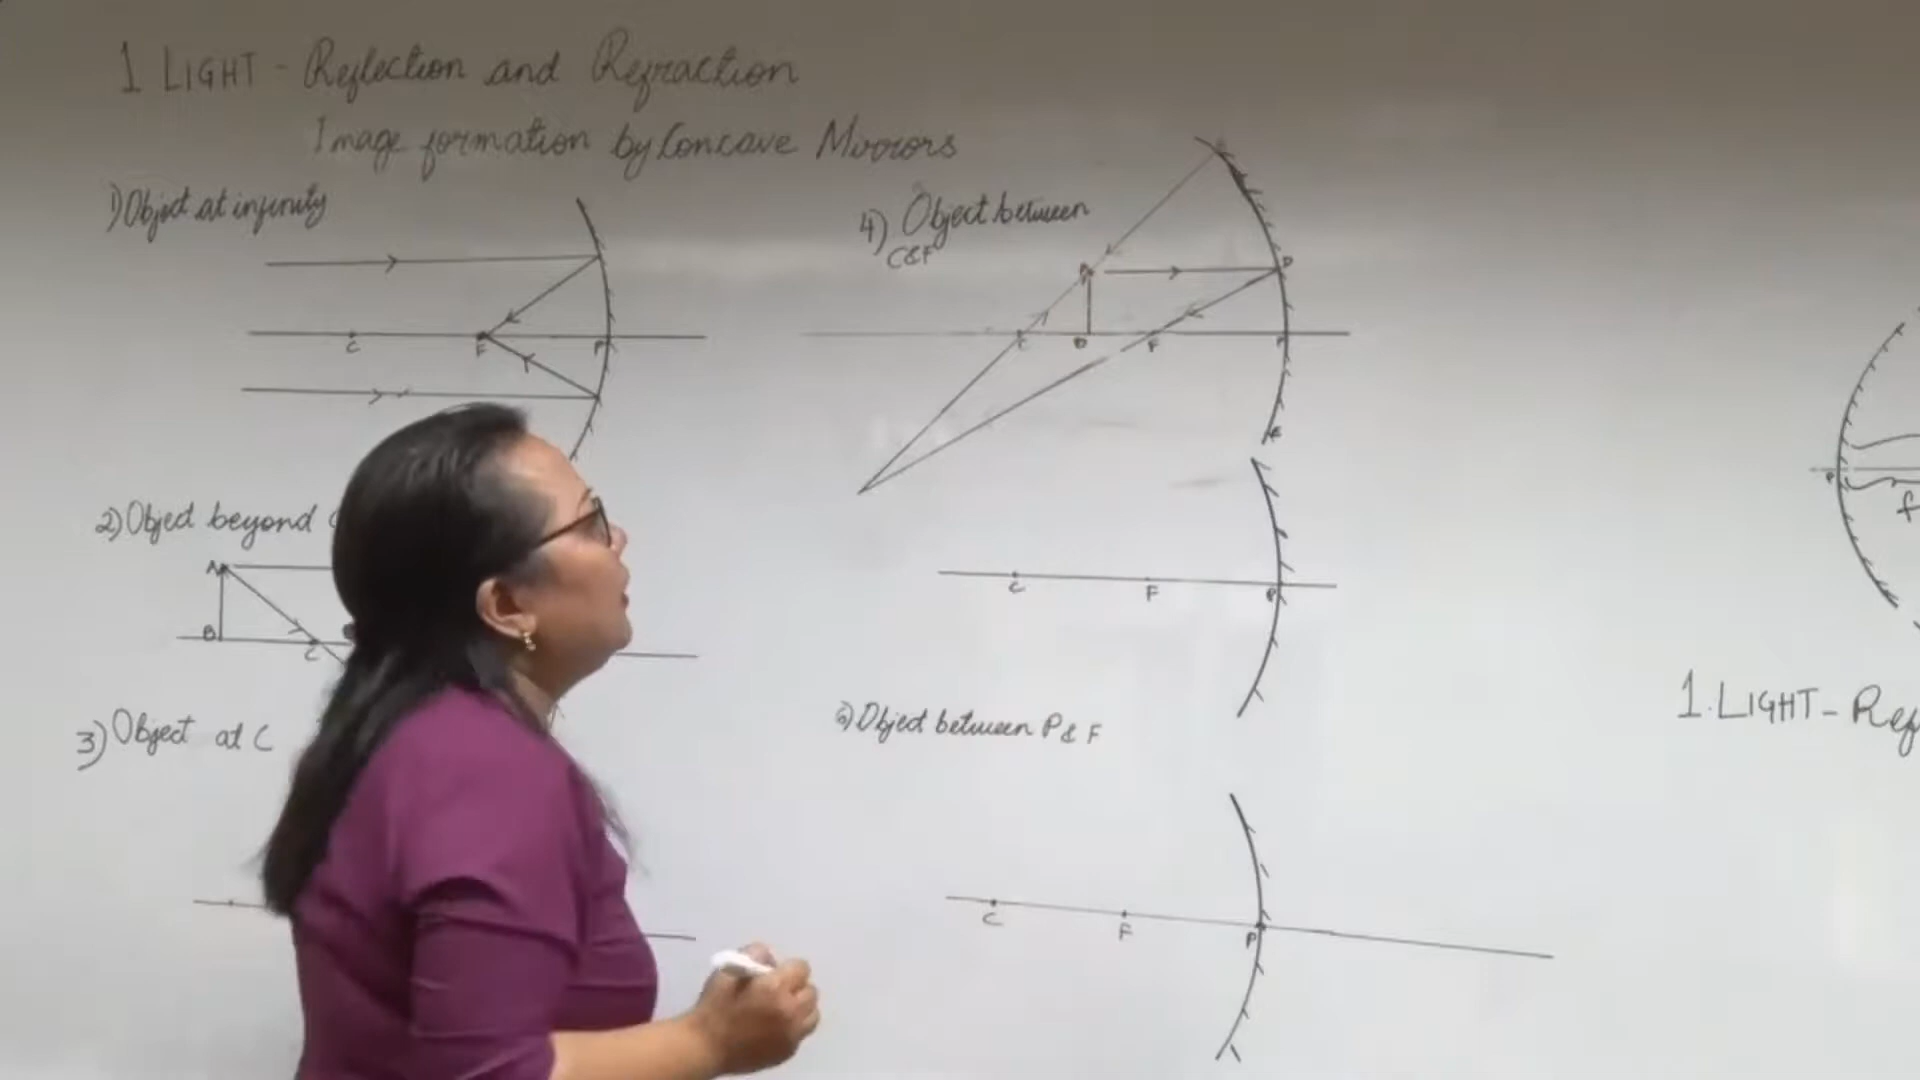 1 LIGHT - Reflection and Refraction
Image formation by Concave Mirrors
1) Object at infinity
C F P
2) Object beyond
A
B
C
3) Object at C
4) Object between
C&F
D
F
C F P
6) Object between P & F
C F P
P
f
1. LIGHT - Ref